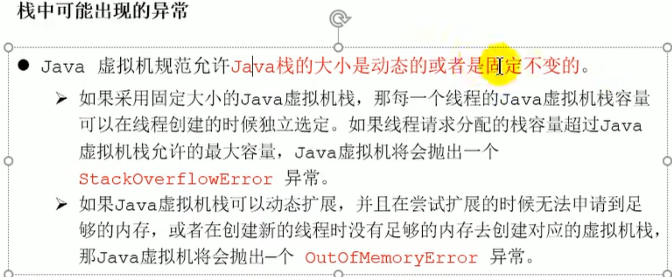 栈中可能出现的异常
● Java 虚拟机规范允许Java栈的大小是动态的或者是固定不变的。
➢ 如果采用固定大小的Java虚拟机栈，那每一个线程的Java虚拟机栈容量
可以在线程创建的时候独立选定。如果线程请求分配的栈容量超过Java
虚拟机栈允许的最大容量，Java虚拟机将会抛出一个
StackOverflowError 异常。
➢ 如果Java虚拟机栈可以动态扩展，并且在尝试扩展的时候无法申请到足
够的内存，或者在创建新的线程时没有足够的内存去创建对应的虚拟机栈，
那Java虚拟机将会抛出一个 OutOfMemoryError 异常。